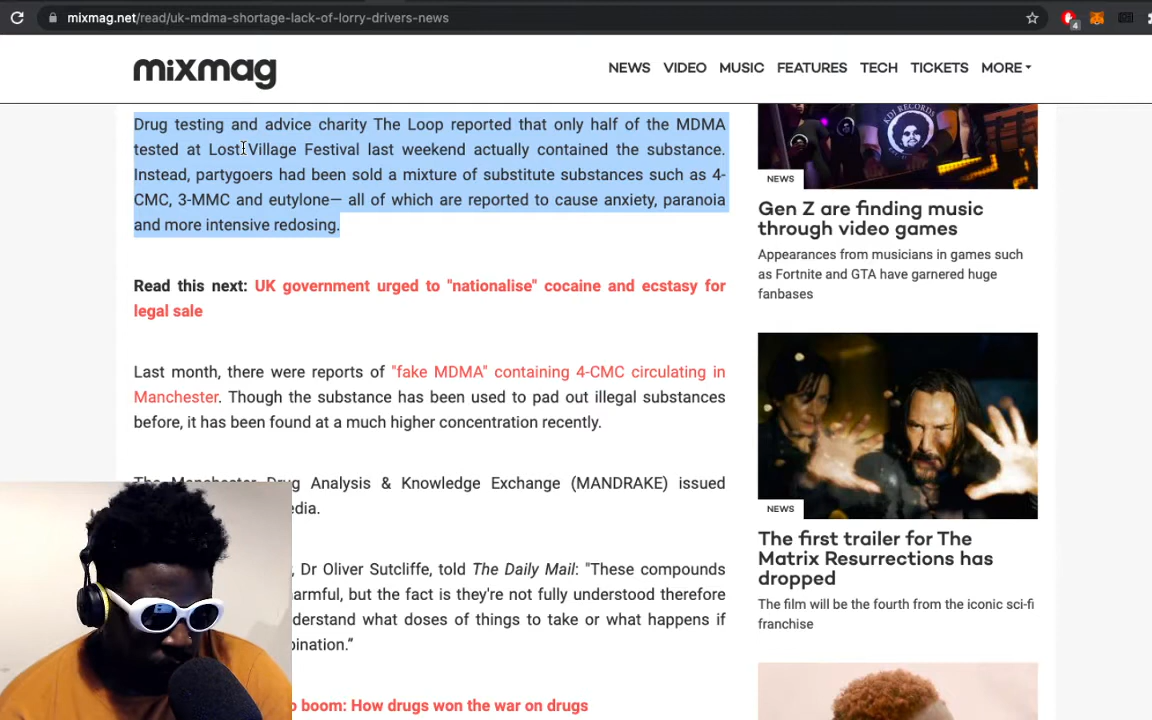 mixmag.net/read/uk-mdma-shortage-lack-of-lorry-drivers-news
4
mixmag
NEWS VIDEO MUSIC FEATURES TECH TICKETS MORE
Drug testing and advice charity The Loop reported that only half of the MDMA
tested at Lost Village Festival last weekend actually contained the substance.
Instead, partygoers had been sold a mixture of substitute substances such as 4-
CMC, 3-MMC and eutylone— all of which are reported to cause anxiety, paranoia
and more intensive redosing.
Read this next: UK government urged to "nationalise" cocaine and ecstasy for
legal sale
Last month, there were reports of "fake MDMA" containing 4-CMC circulating in
Manchester. Though the substance has been used to pad out illegal substances
before, it has been found at a much higher concentration recently.
The Manchester Drug Analysis & Knowledge Exchange (MANDRAKE) issued
edia.
, Dr Oliver Sutcliffe, told The Daily Mail: "These compounds
armful, but the fact is they're not fully understood therefore
derstand what doses of things to take or what happens if
bination.”
o boom: How drugs won the war on drugs
KDI RECORDS
NEWS
Gen Z are finding music
through video games
Appearances from musicians in games such
as Fortnite and GTA have garnered huge
fanbases
NEWS
The first trailer for The
Matrix Resurrections has
dropped
The film will be the fourth from the iconic sci-fi
franchise